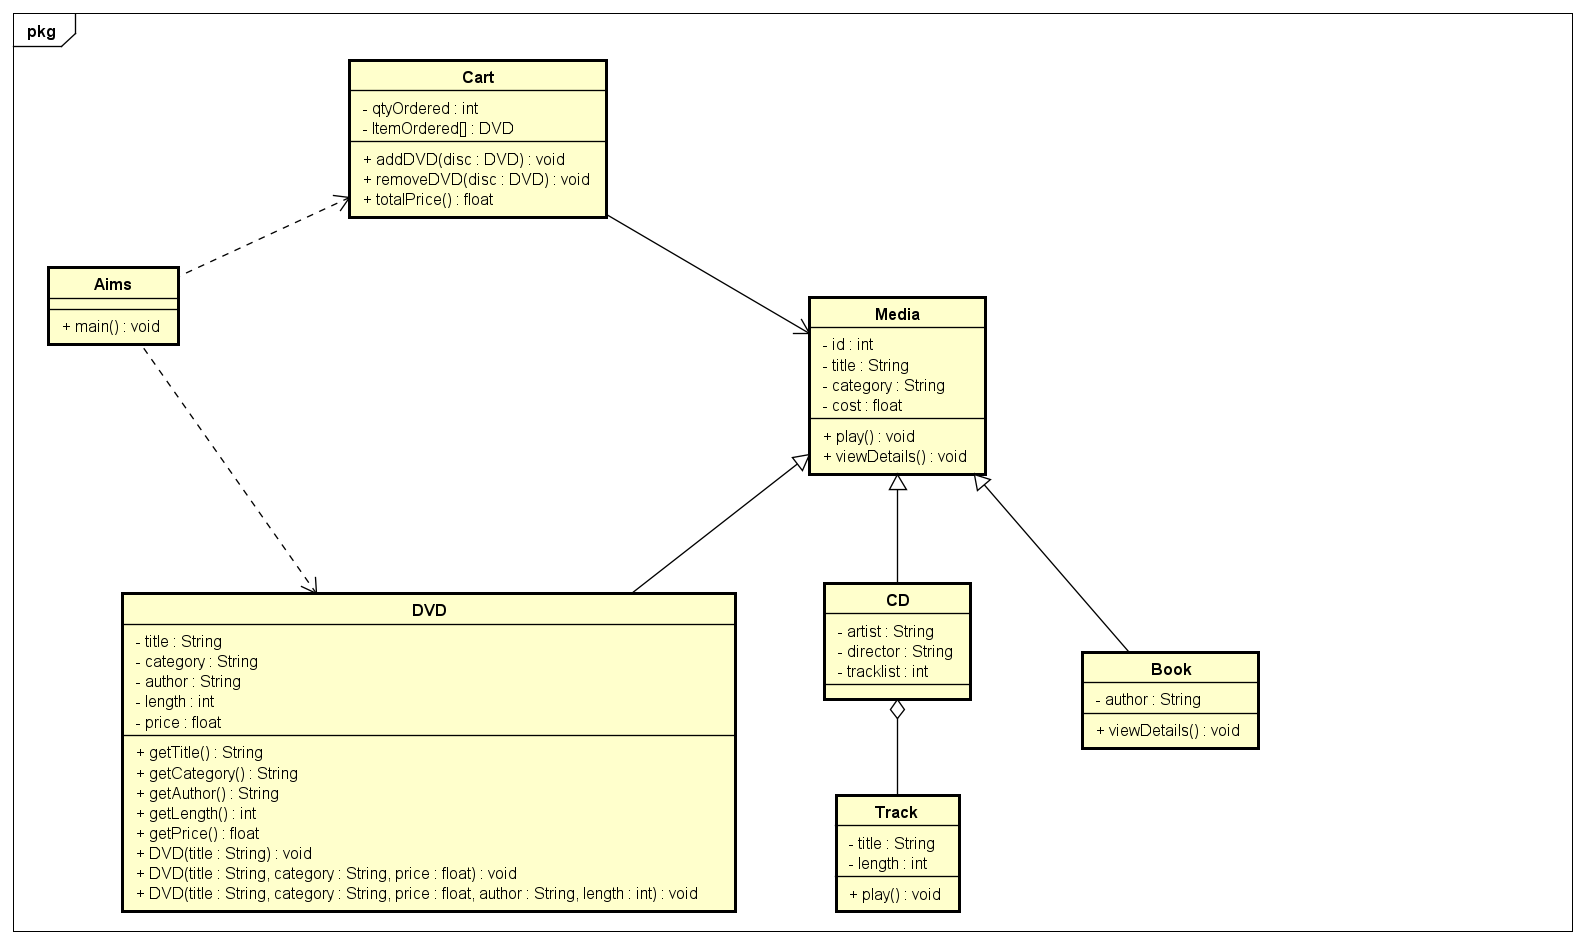 pkg
Cart
- qtyOrdered : int
- ItemOrdered[] : DVD
+ addDVD(disc : DVD) : void
+ removeDVD(disc : DVD) : void
+ totalPrice() : float
Aims
+ main() : void
Media
- id : int
- title : String
- category : String
- cost : float
+ play() : void
+ viewDetails() : void
DVD
- title : String
- category : String
- author : String
- length : int
- price : float
+ getTitle() : String
+ getCategory() : String
+ getAuthor() : String
+ getLength() : int
+ getPrice() : float
+ DVD(title : String) : void
+ DVD(title : String, category : String, price : float) : void
+ DVD(title : String, category : String, price : float, author : String, length : int) : void
CD
- artist : String
- director : String
- tracklist : int
Book
- author : String
+ viewDetails() : void
Track
- title : String
- length : int
+ play() : void